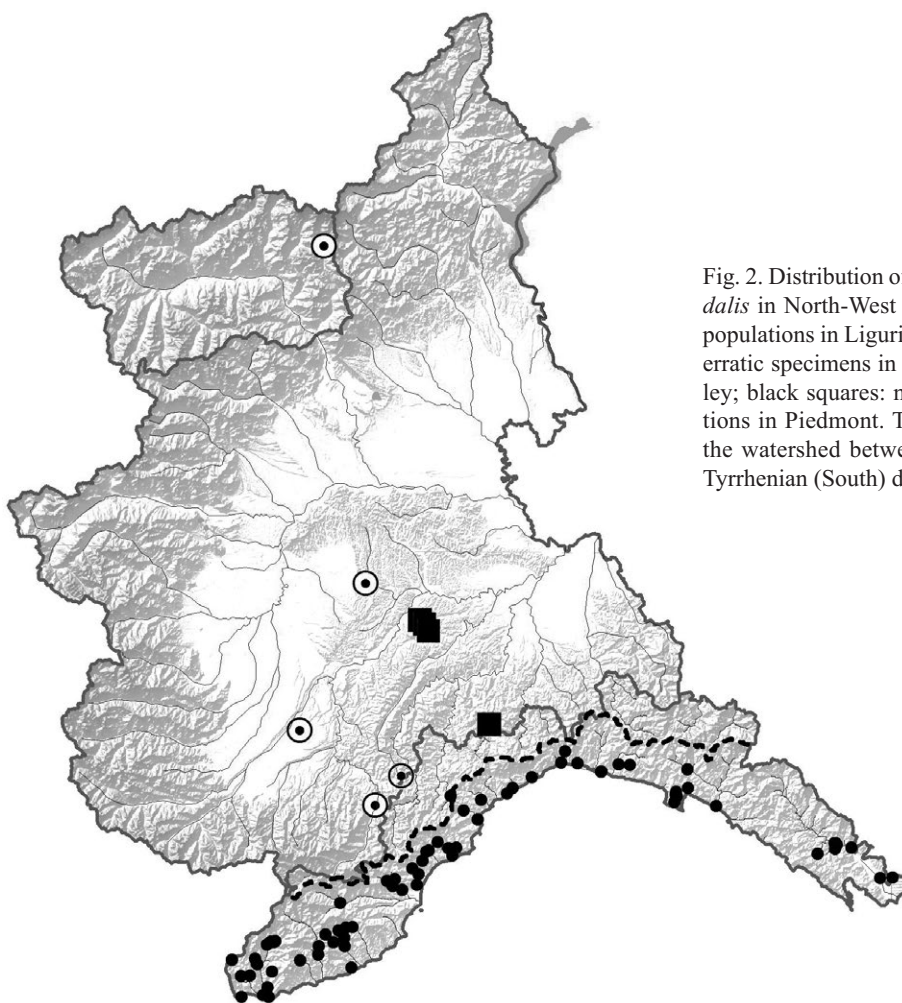 Fig. 2. Distribution of
dalis in North-West
populations in Liguri
erratic specimens in
ley; black squares: n
tions in Piedmont. T
the watershed betwe
Tyrrhenian (South) d